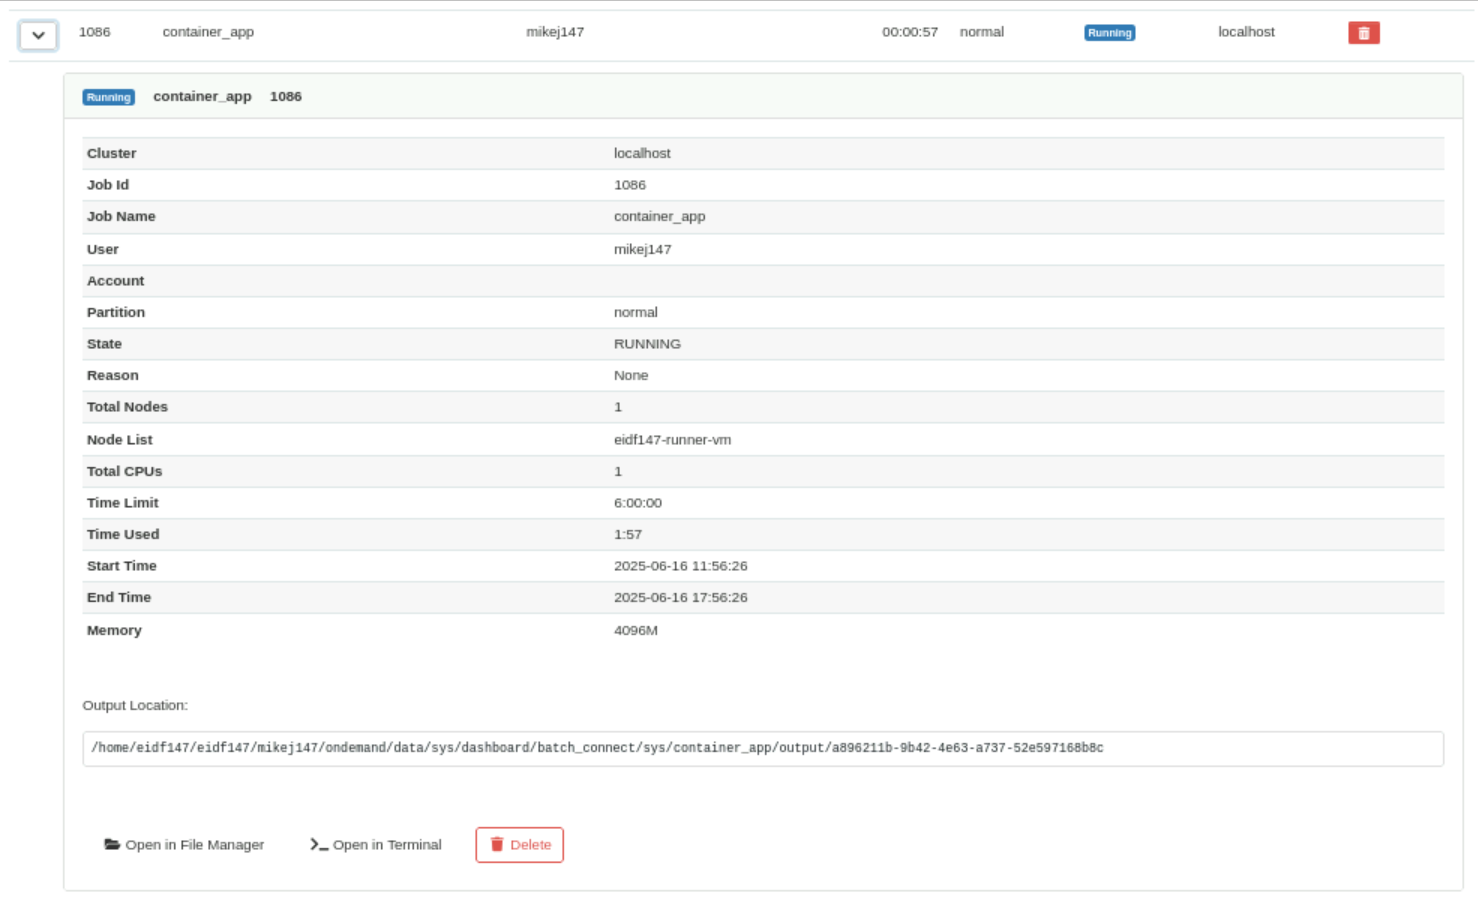 1086 container_app mikej147 00:00:57 normal Running localhost
Running container_app 1086
Cluster localhost
Job Id 1086
Job Name container_app
User mikej147
Account
Partition normal
State RUNNING
Reason None
Total Nodes 1
Node List eidf147-runner-vm
Total CPUs 1
Time Limit 6:00:00
Time Used 1:57
Start Time 2025-06-16 11:56:26
End Time 2025-06-16 17:56:26
Memory 4096M
Output Location:
/home/eidf147/eidf147/mikej147/ondemand/data/sys/dashboard/batch_connect/sys/container_app/output/a896211b-9b42-4e63-a737-52e597168b8c
Open in File Manager Open in Terminal Delete